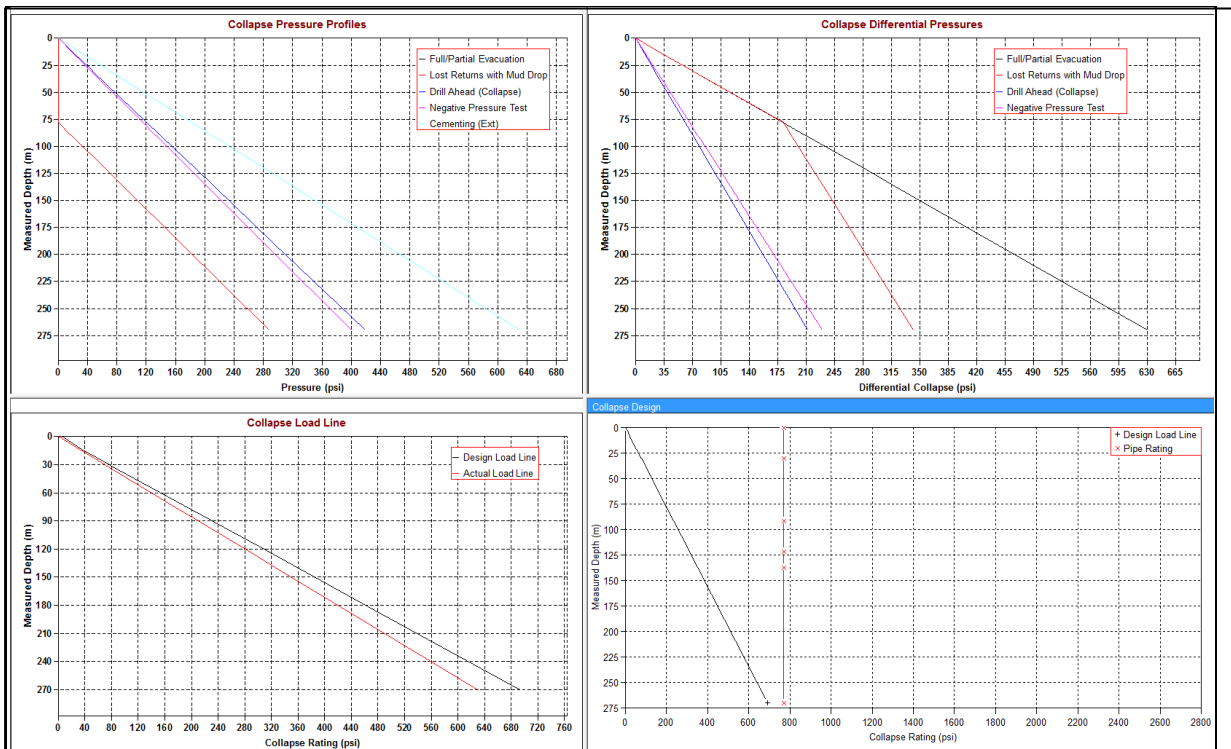 Collapse Pressure Profiles
0
25
50
75
100
125
150
175
200
225
250
275
Measured Depth (m)
Full/Partial Evacuation
Lost Returns with Mud Drop
Drill Ahead (Collapse)
Negative Pressure Test
Cementing (Ext)
0 40 80 120 160 200 240 280 320 360 400 440 480 520 560 600 640 680
Pressure (psi)
Collapse Differential Pressures
0
25
50
75
100
125
150
175
200
225
250
275
Measured Depth (m)
Full/Partial Evacuation
Lost Returns with Mud Drop
Drill Ahead (Collapse)
Negative Pressure Test
0 35 70 105 140 175 210 245 280 315 350 385 420 455 490 525 560 595 630 665
Differential Collapse (psi)
Collapse Load Line
0
30
60
90
120
150
180
210
240
270
Measured Depth (m)
Design Load Line
Actual Load Line
0 40 80 120 160 200 240 280 320 360 400 440 480 520 560 600 640 680 720 760
Collapse Rating (psi)
Collapse Design
0
25
50
75
100
125
150
175
200
225
250
275
Measured Depth (m)
Design Load Line
Pipe Rating
0 200 400 600 800 1000 1200 1400 1600 1800 2000 2200 2400 2600 2800
Collapse Rating (psi)